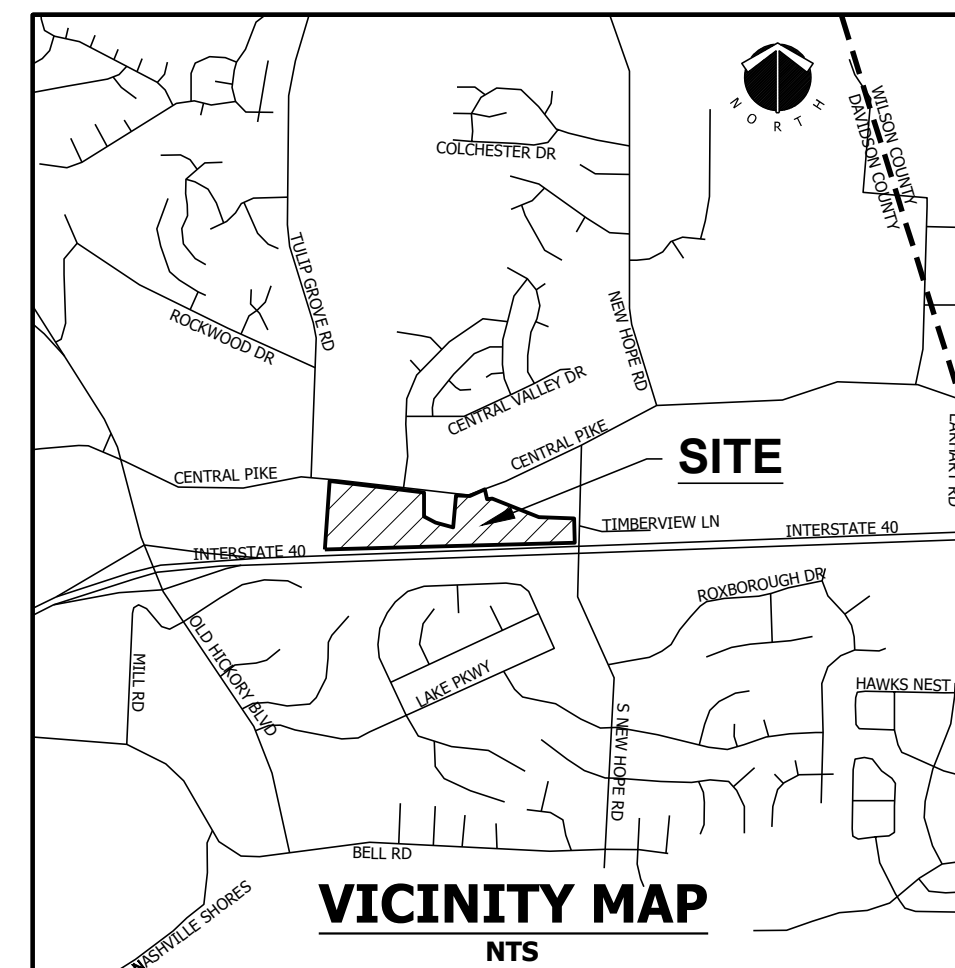 NORTH
WILSON COUNTY
DAVIDSON COUNTY
COLCHESTER DR
TULIP GROVE RD
ROCKWOOD DR
NEW HOPE RD
CENTRAL VALLEY DR
CENTRAL PIKE
SITE
CENTRAL PIKE
TIMBERVIEW LN
INTERSTATE 40
INTERSTATE 40
ROXBOROUGH DR
OLD HICKORY BLVD
MILL RD
LAKE PKWY
HAWKS NEST
S NEW HOPE RD
BELL RD
NASHVILLE SHORES
VICINITY MAP
NTS